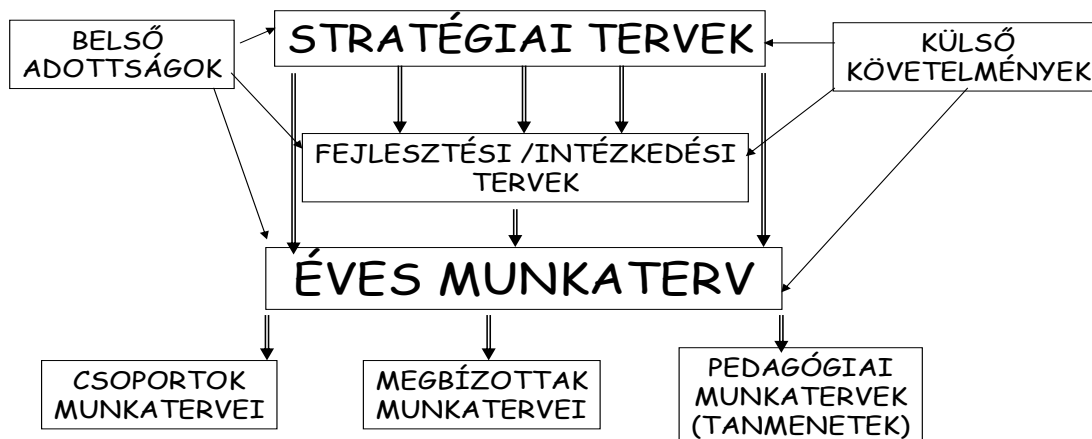 BELSŐ
ADOTTSÁGOK
STRATÉGIAI TERVEK
KÜLSŐ
KÖVETELMÉNYEK
FEJLESZTÉSI /INTÉZKEDÉSI
TERVEK
ÉVES MUNKATERV
CSOPORTOK
MUNKATERVEI
MEGBÍZOTTAK
MUNKATERVEI
PEDAGÓGIAI
MUNKATERVEK
(TANMENETEK)